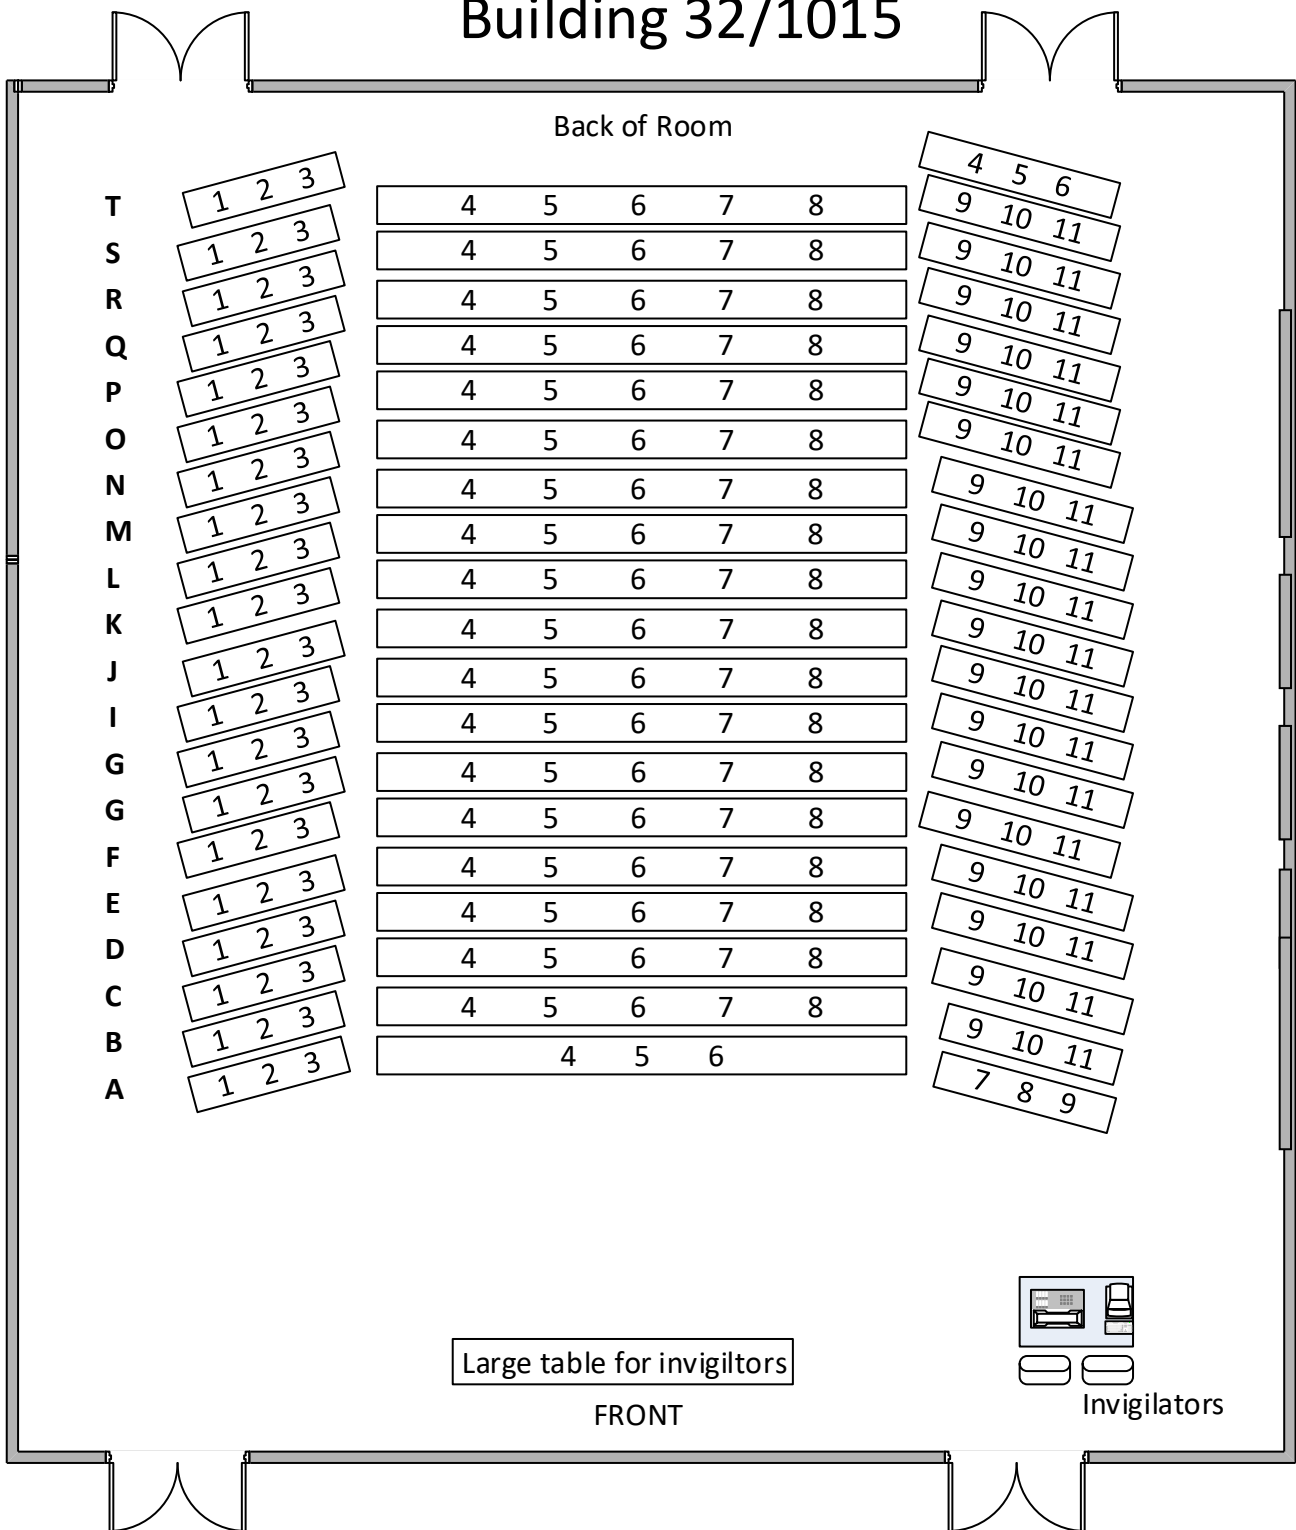 Building 32/1015
Back of Room
T 1 2 3 4 5 6
S 1 2 3 4 5 6 7 8 9 10 11
R 1 2 3 4 5 6 7 8 9 10 11
Q 1 2 3 4 5 6 7 8 9 10 11
P 1 2 3 4 5 6 7 8 9 10 11
O 1 2 3 4 5 6 7 8 9 10 11
N 1 2 3 4 5 6 7 8 9 10 11
M 1 2 3 4 5 6 7 8 9 10 11
L 1 2 3 4 5 6 7 8 9 10 11
K 1 2 3 4 5 6 7 8 9 10 11
J 1 2 3 4 5 6 7 8 9 10 11
I 1 2 3 4 5 6 7 8 9 10 11
G 1 2 3 4 5 6 7 8 9 10 11
G 1 2 3 4 5 6 7 8 9 10 11
F 1 2 3 4 5 6 7 8 9 10 11
E 1 2 3 4 5 6 7 8 9 10 11
D 1 2 3 4 5 6 7 8 9 10 11
C 1 2 3 4 5 6 7 8 9 10 11
B 1 2 3 4 5 6 7 8 9 10 11
A 1 2 3 4 5 6 7 8 9
Large table for invigiltors
Invigilators
FRONT